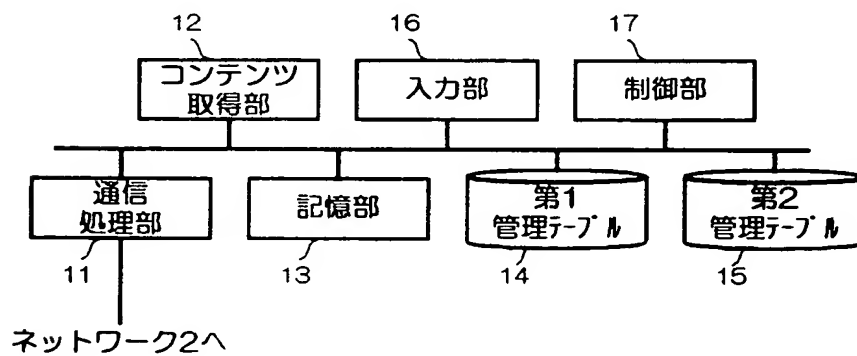 12
16
17
コンテンツ
取得部
入力部
制御部
通信
処理部
記憶部
第1
管理テーブル
第2
管理テーブル
11
13
14
15
ネットワーク2へ